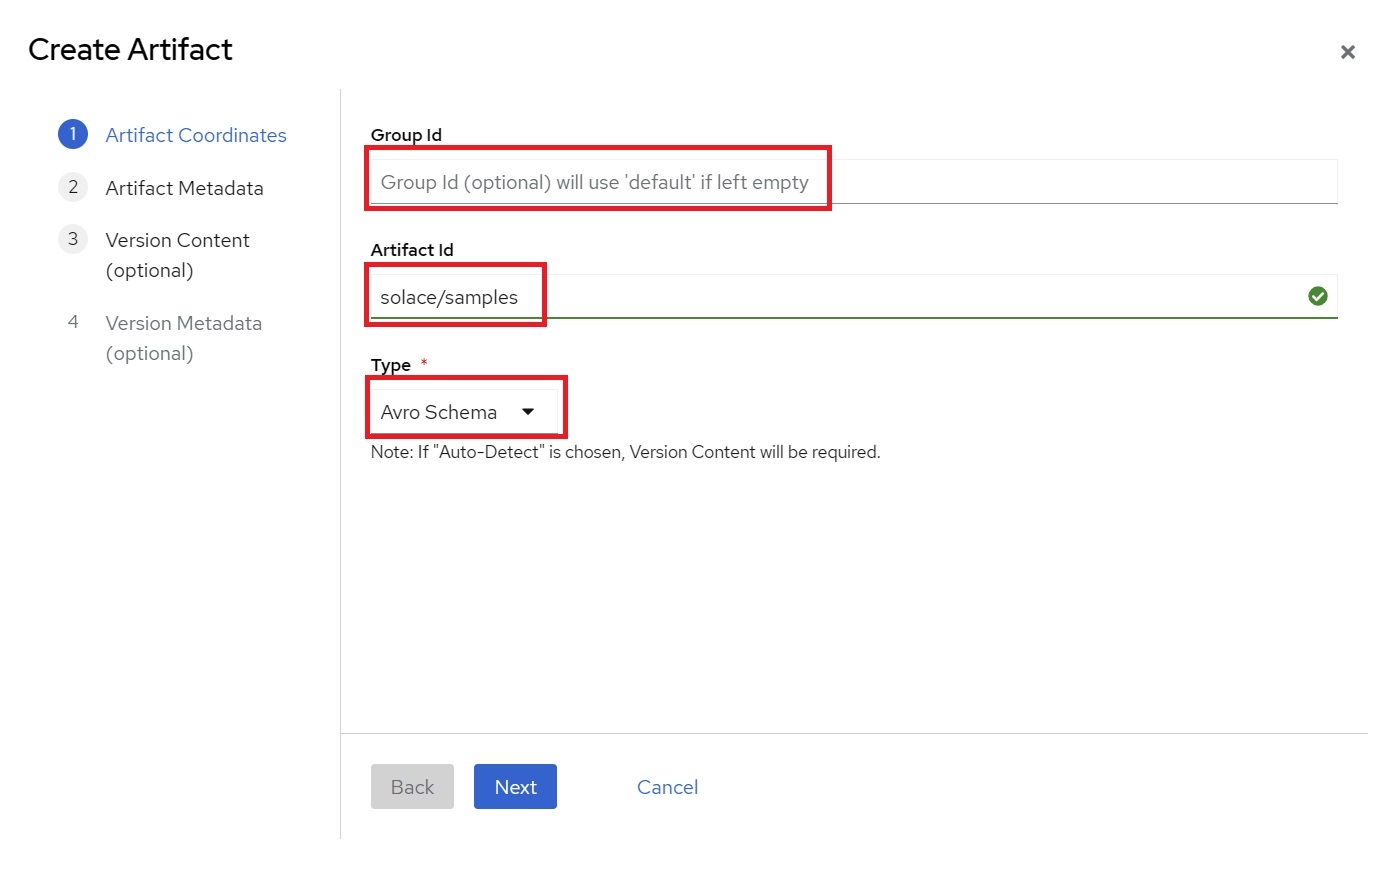 Create Artifact
1 Artifact Coordinates
2 Artifact Metadata
3 Version Content
(optional)
4 Version Metadata
(optional)
Group Id
Group Id (optional) will use 'default' if left empty
Artifact Id
solace/samples
Type *
Avro Schema
Note: If "Auto-Detect" is chosen, Version Content will be required.
Back Next Cancel